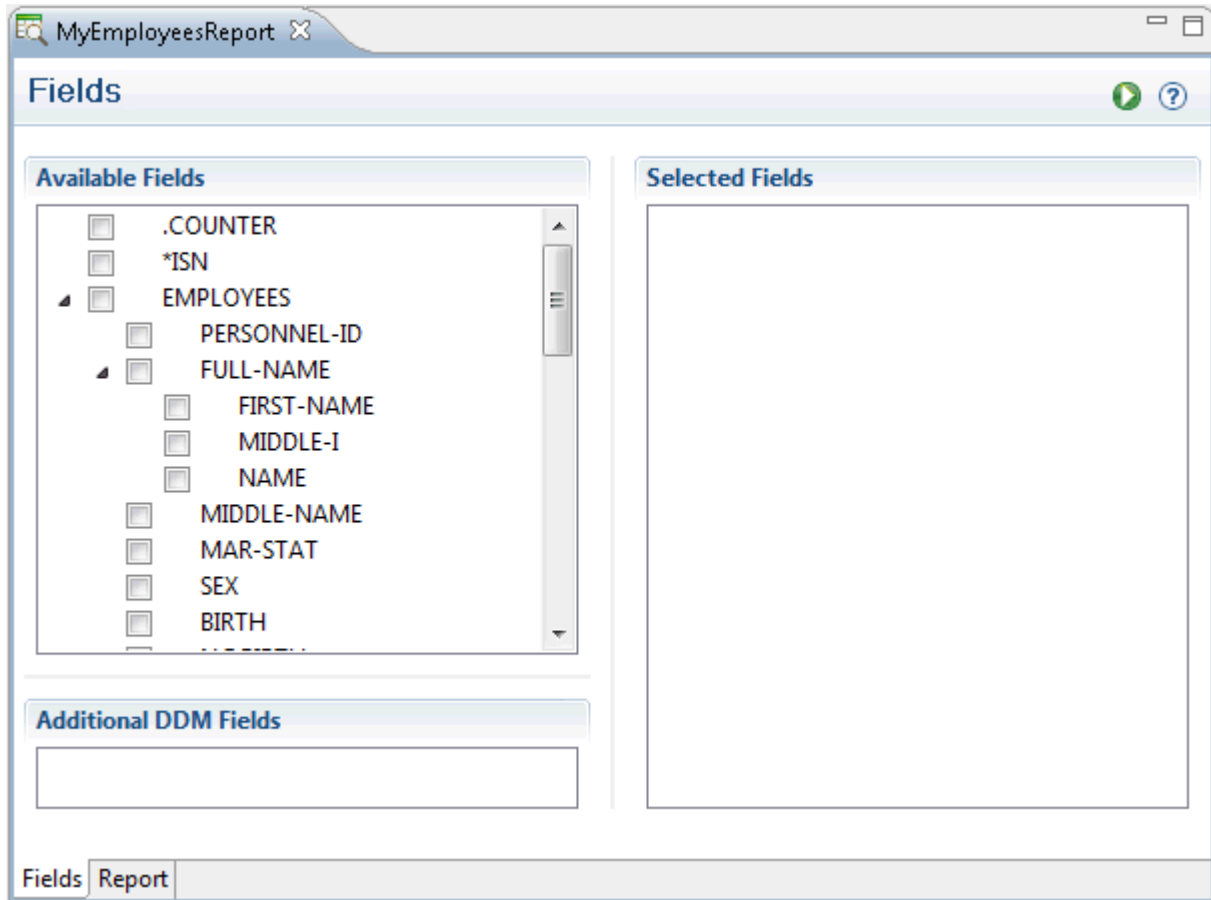 MyEmployeesReport
Fields
Available Fields
.COUNTER
*ISN
EMPLOYEES
PERSONNEL-ID
FULL-NAME
FIRST-NAME
MIDDLE-I
NAME
MIDDLE-NAME
MAR-STAT
SEX
BIRTH
Additional DDM Fields
Selected Fields
Fields Report